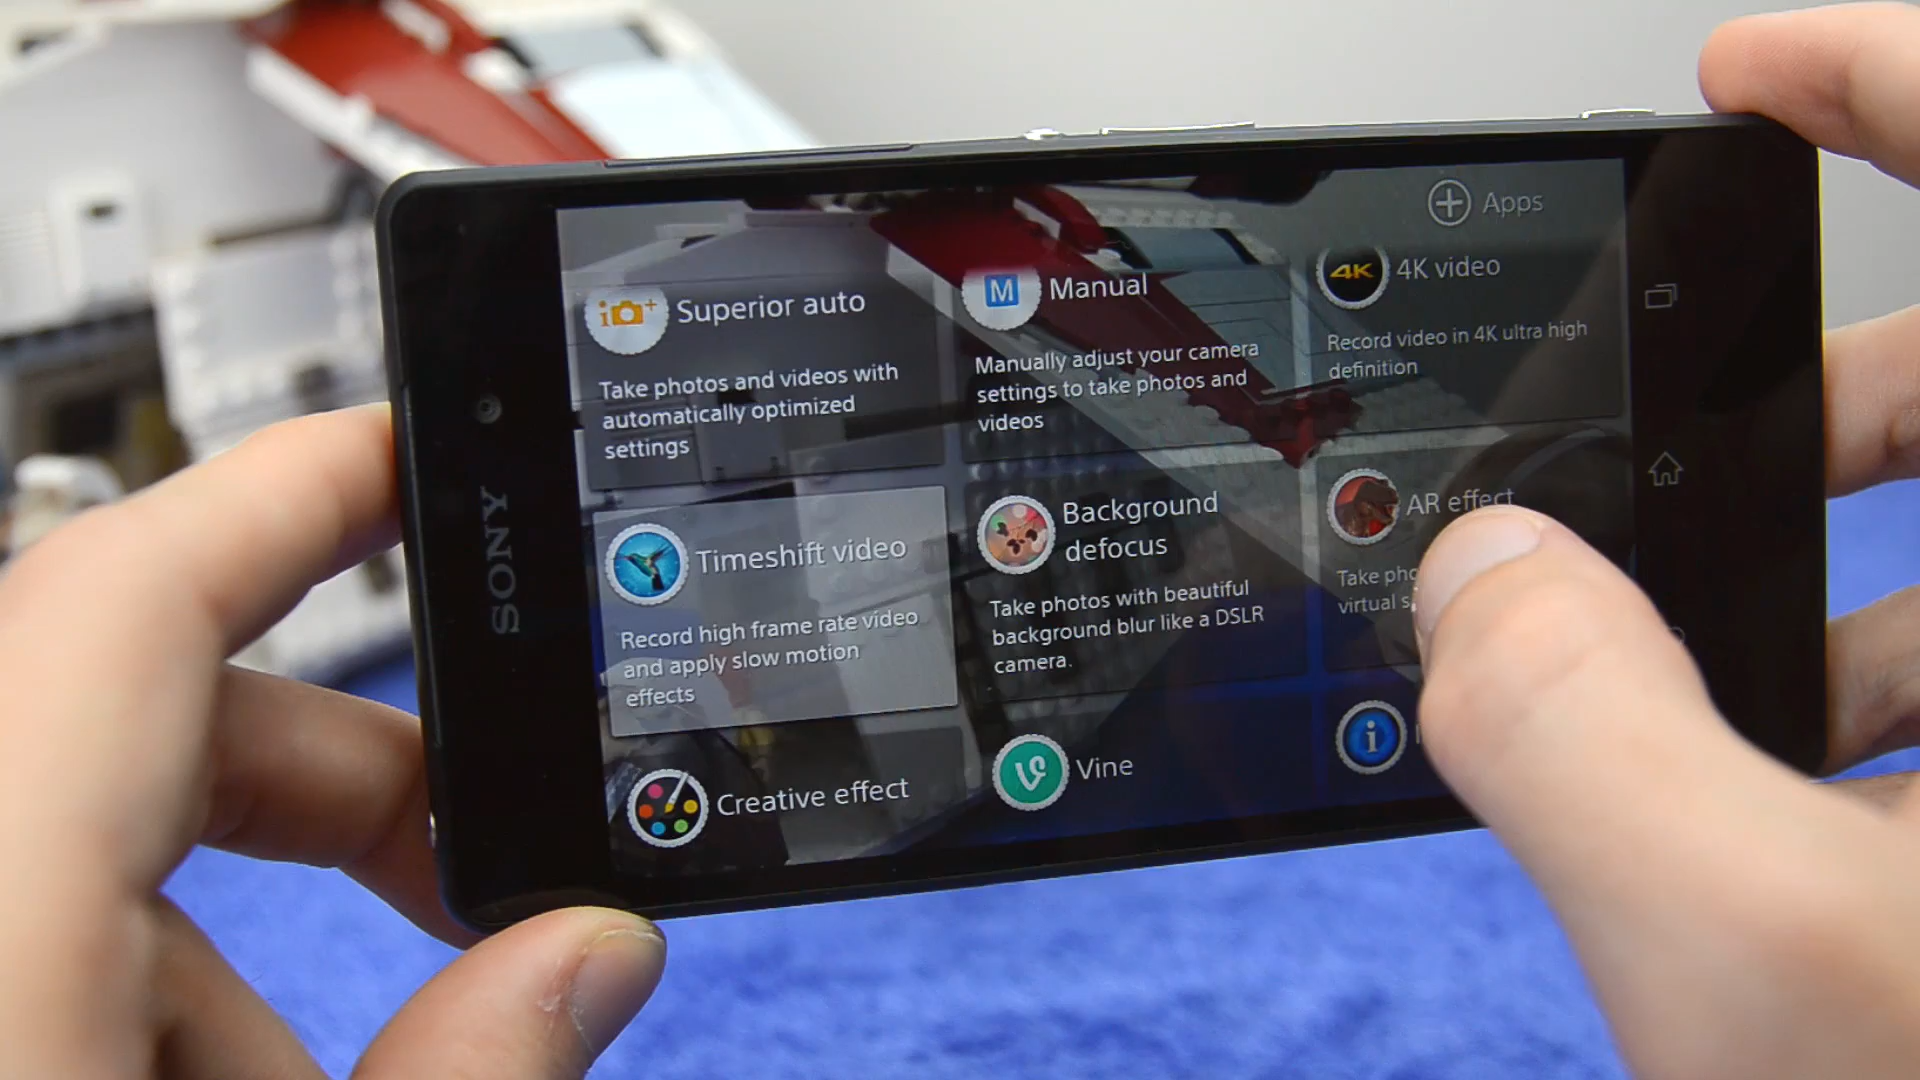 SONY
Apps
iO+ Superior auto
Take photos and videos with
automatically optimized
settings
M Manual
Manually adjust your camera
settings to take photos and
videos
4K 4K video
Record video in 4K ultra high
definition
Timeshift video
Record high frame rate video
and apply slow motion
effects
Background
defocus
Take photos with beautiful
background blur like a DSLR
camera.
AR effect
Take
virtual
Creative effect
Vine
i